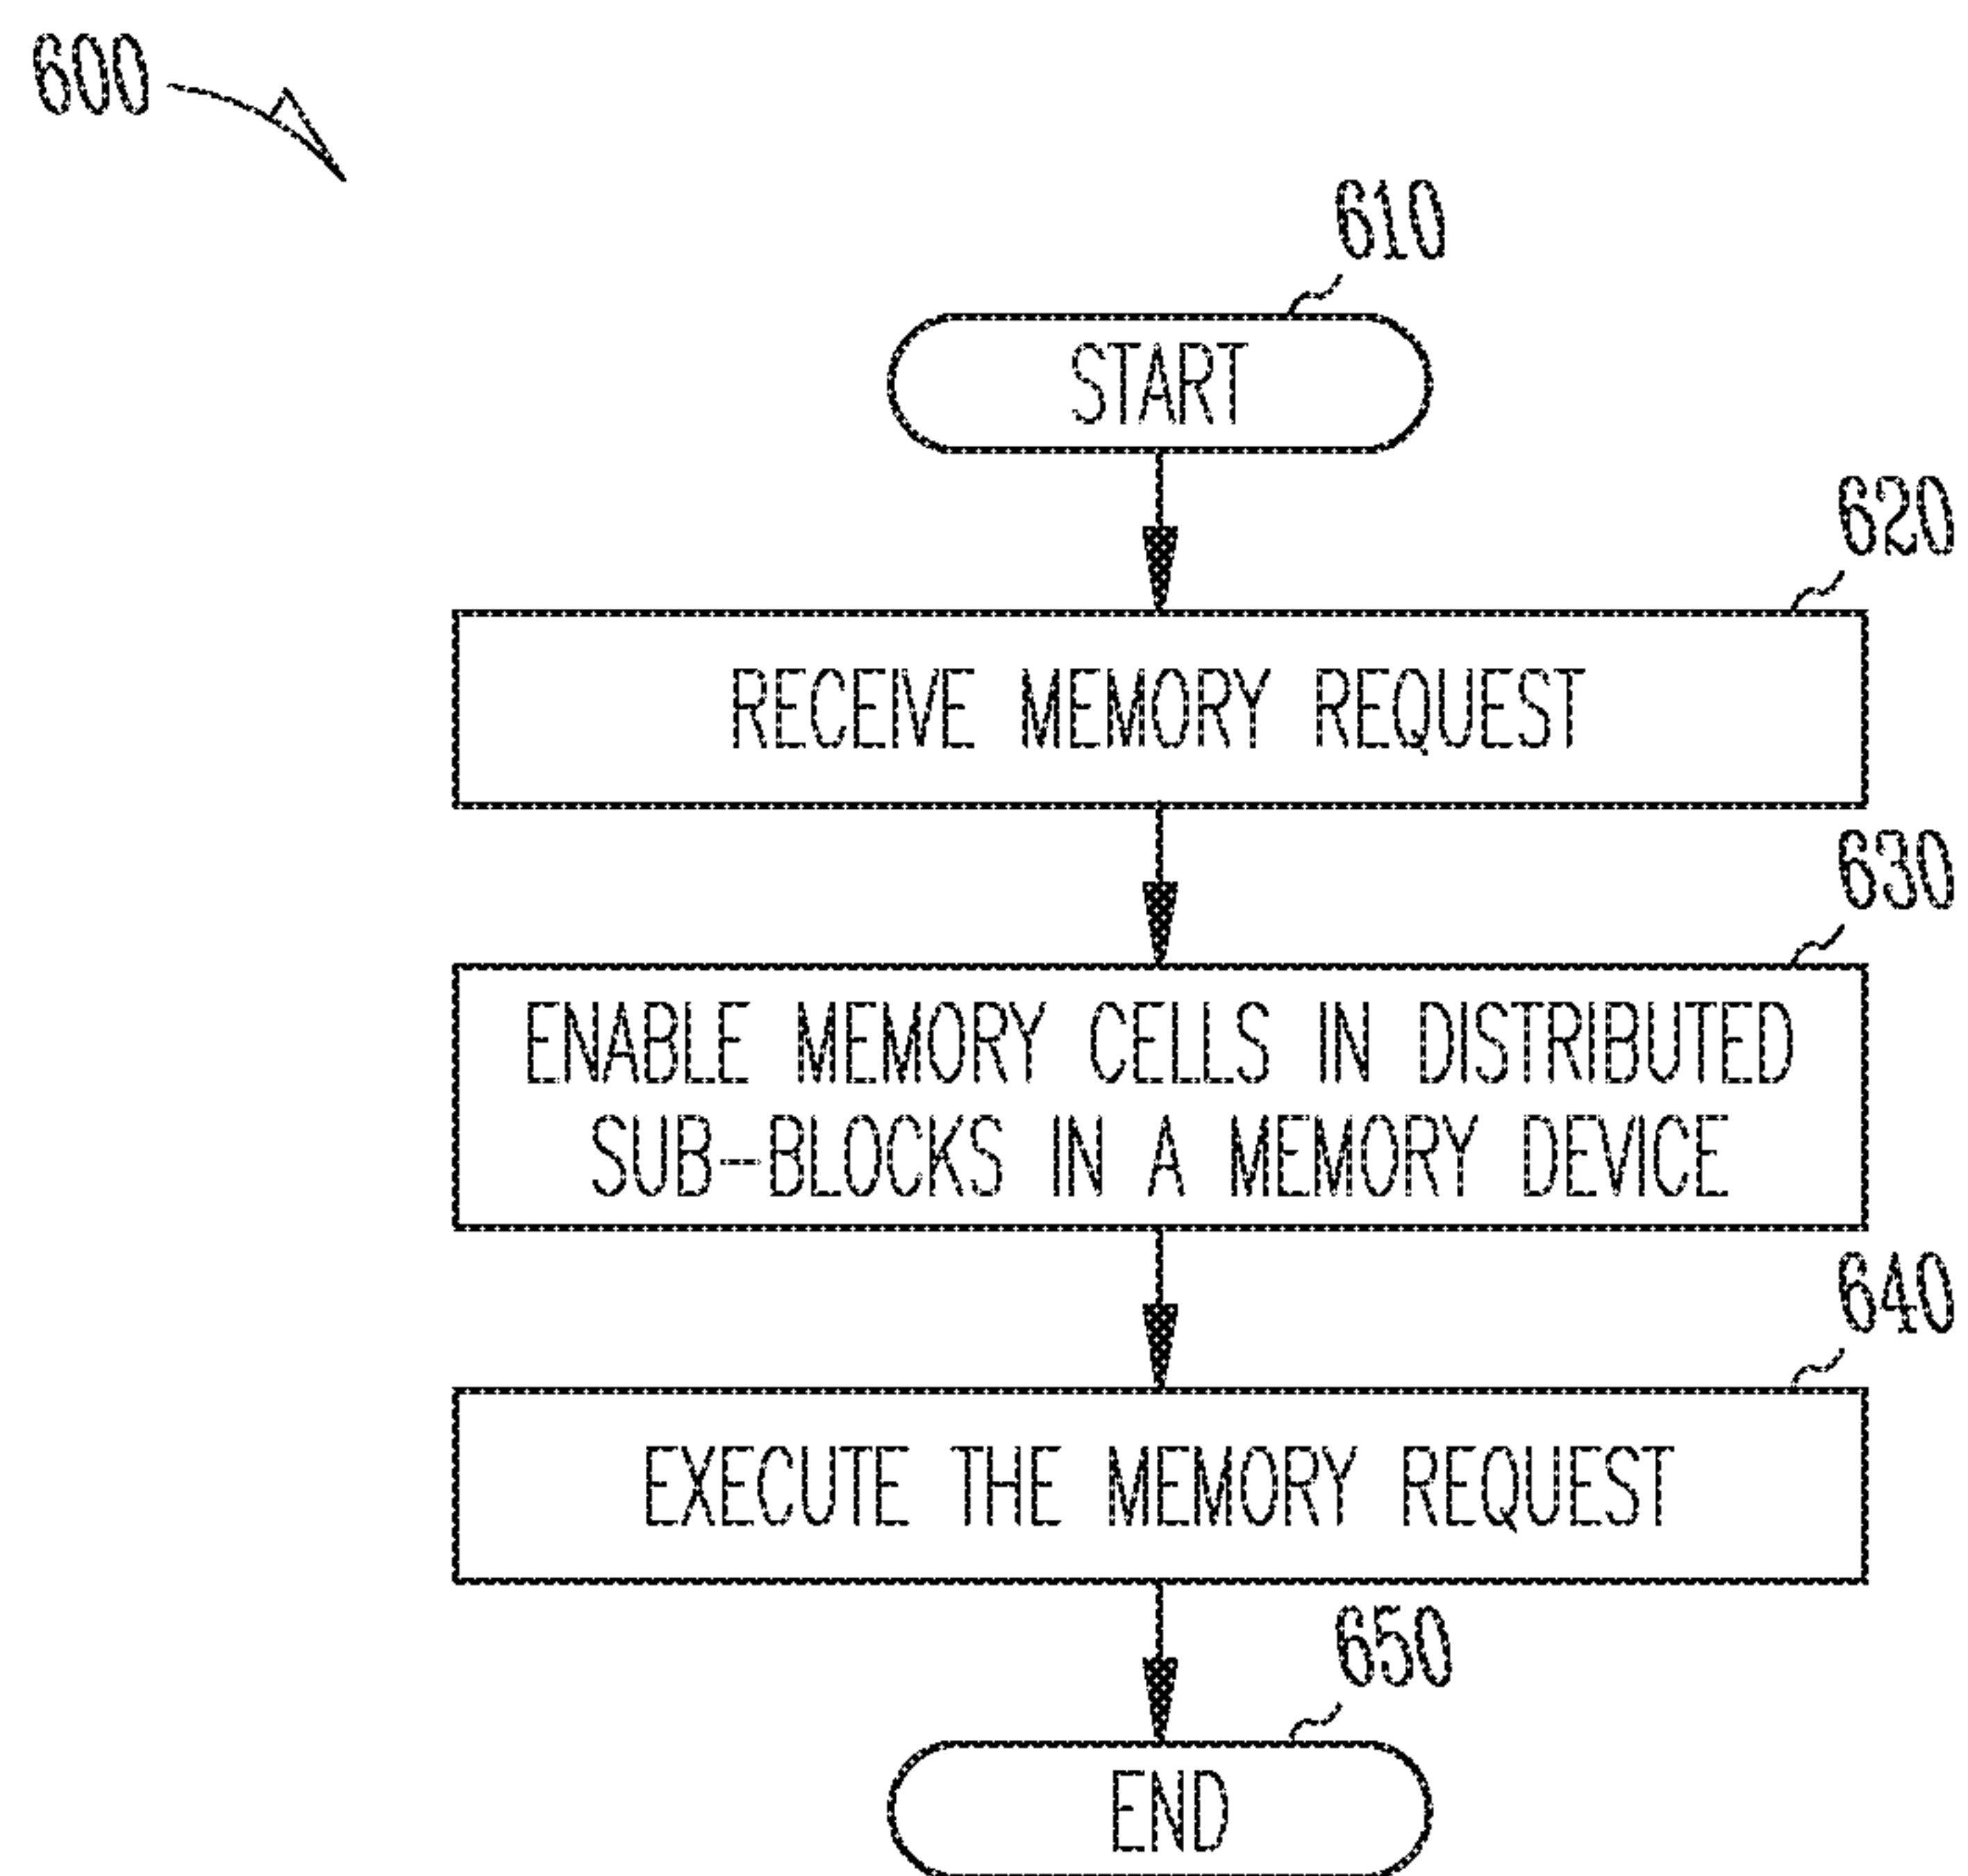 600
610
START
620
RECEIVE MEMORY REQUEST
630
ENABLE MEMORY CELLS IN DISTRIBUTED
SUB-BLOCKS IN A MEMORY DEVICE
640
EXECUTE THE MEMORY REQUEST
650
END